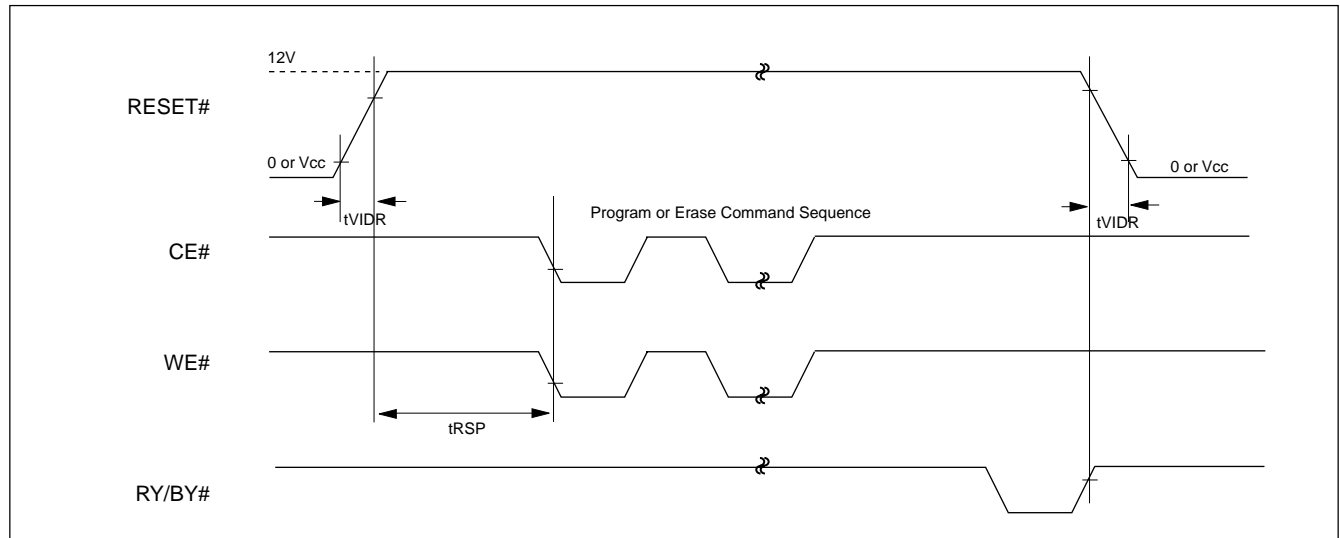 12V
RESET#
0 or Vcc
0 or Vcc
tVIDR
Program or Erase Command Sequence
tVIDR
CE#
WE#
tRSP
RY/BY#